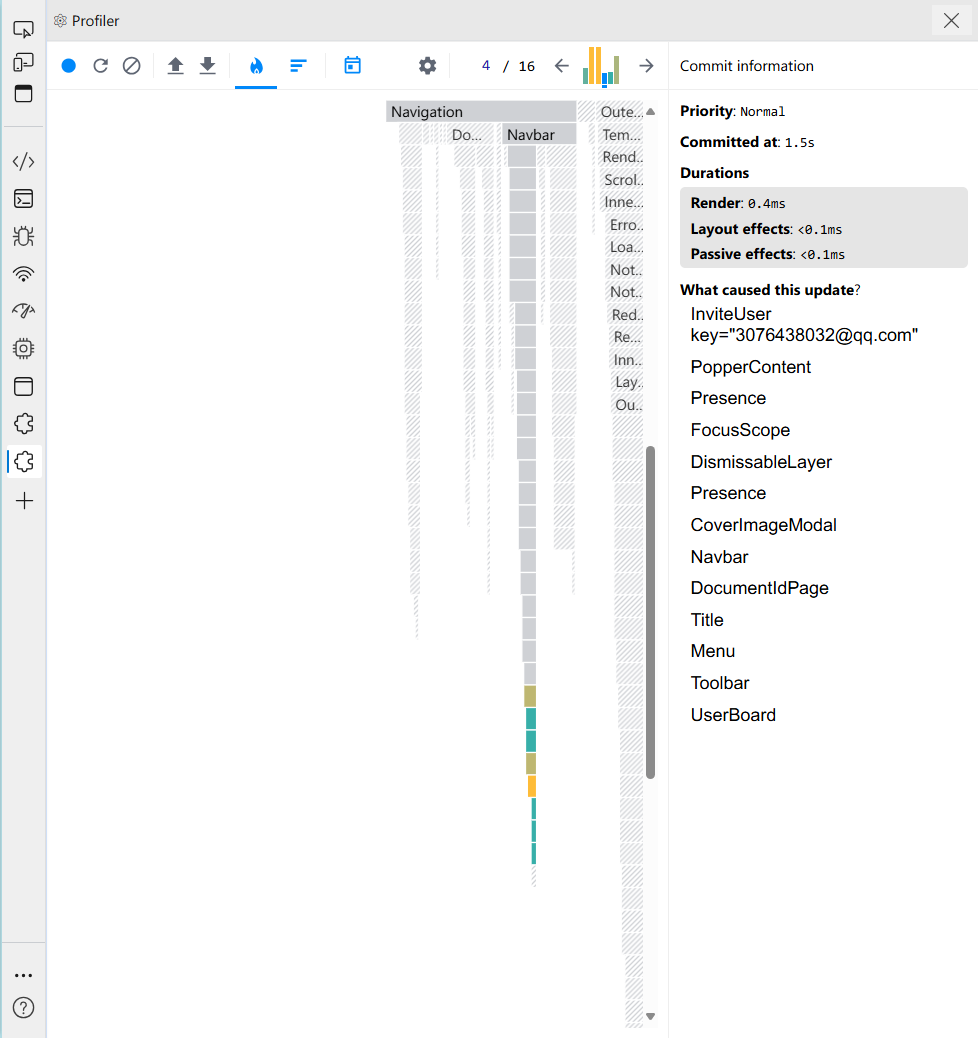 Profiler
4 / 16
Commit information
Navigation
Oute...
Do...
Navbar
Tem...
Rend..
Scrol..
Inne...
Erro..
Loa...
Not..
Not..
Red..
Re...
Inn...
Lay..
Ou..
Priority: Normal
Committed at: 1.5s
Durations
Render: 0.4ms
Layout effects: <0.1ms
Passive effects: <0.1ms
What caused this update?
InviteUser
key="3076438032@qq.com"
PopperContent
Presence
FocusScope
DismissableLayer
Presence
CoverImageModal
Navbar
DocumentIdPage
Title
Menu
Toolbar
UserBoard